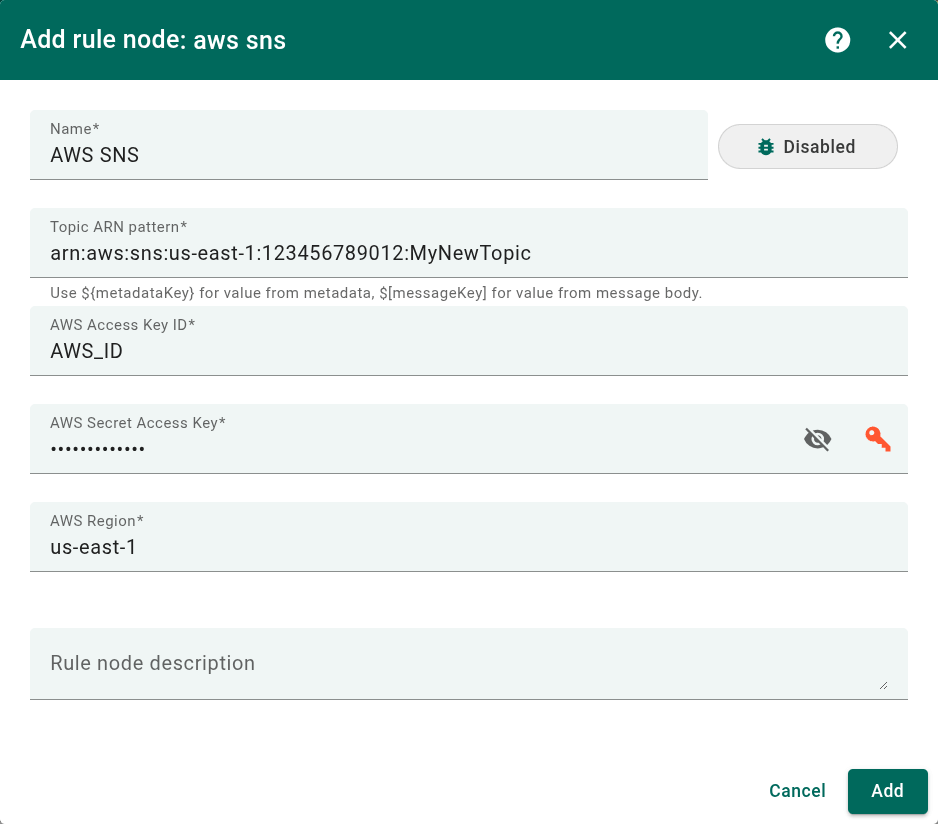 Add rule node: aws sns
Name*
AWS SNS
Disabled
Topic ARN pattern*
arn:aws:sns:us-east-1:123456789012:MyNewTopic
Use ${metadataKey} for value from metadata, $[messageKey] for value from message body.
AWS Access Key ID*
AWS_ID
AWS Secret Access Key*
•••••••••••••
AWS Region*
us-east-1
Rule node description
Cancel
Add